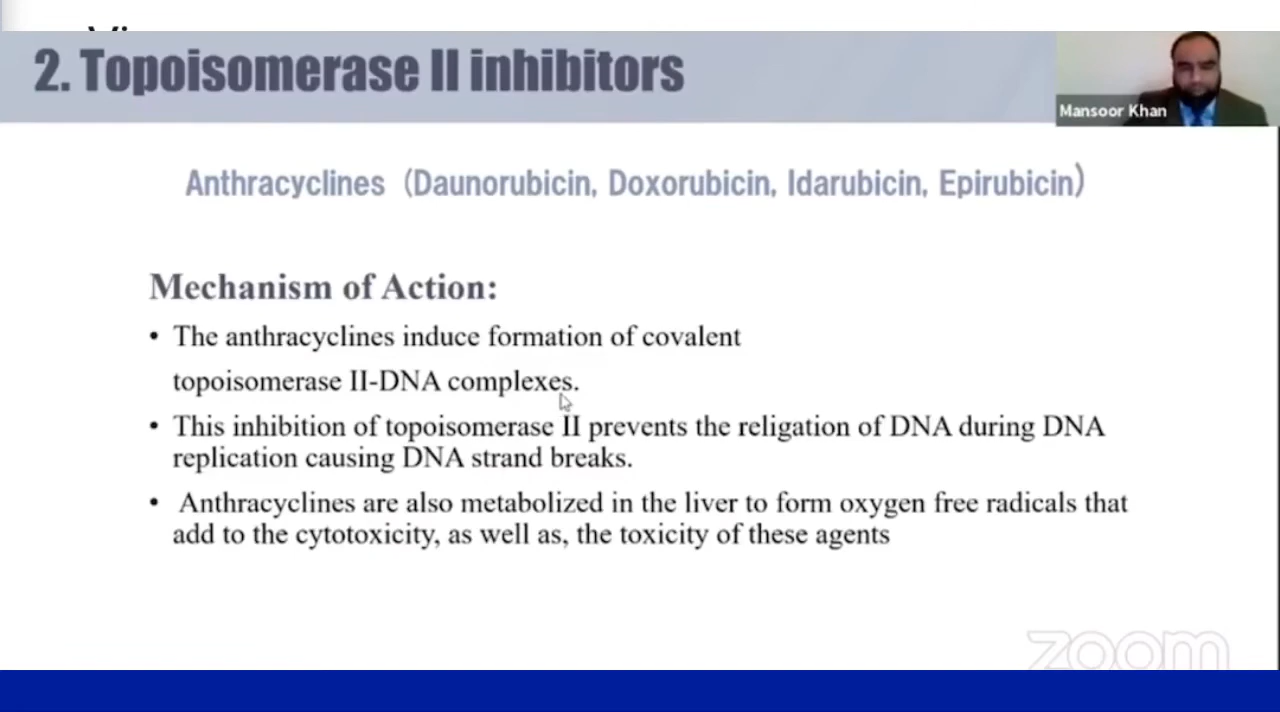 2. Topoisomerase II inhibitors
Mansoor Khan
Anthracyclines (Daunorubicin, Doxorubicin, Idarubicin, Epirubicin)
Mechanism of Action:
• The anthracyclines induce formation of covalent
topoisomerase II-DNA complexes.
• This inhibition of topoisomerase II prevents the religation of DNA during DNA
replication causing DNA strand breaks.
• Anthracyclines are also metabolized in the liver to form oxygen free radicals that
add to the cytotoxicity, as well as, the toxicity of these agents
zoom